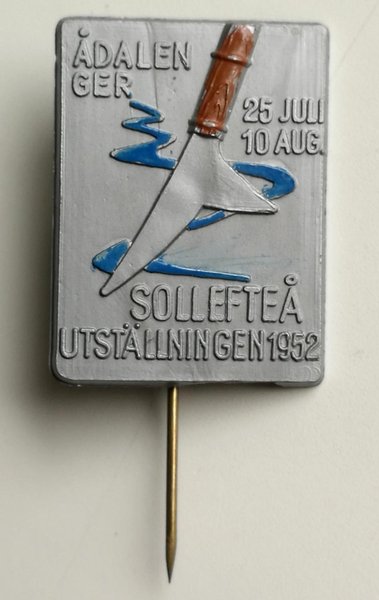 ÅDALEN
GER
25 JULI
10 AUG.
SOLLEFTEÅ
UTSTÄLLNINGEN 1952